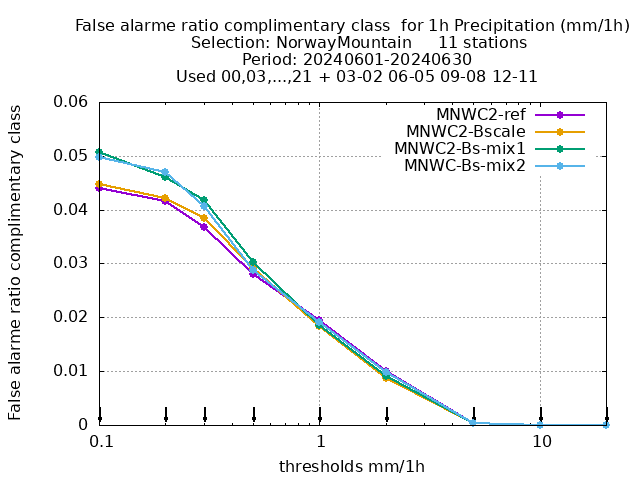 False alarme ratio complimentary class  for 1h Precipitation (mm/1h)
Selection: NorwayMountain     11 stations
Period: 20240601-20240630
Used 00,03,...,21 + 03-02 06-05 09-08 12-11
False alarme ratio complimentary class
0.06
0.05
0.04
0.03
0.02
0.01
0
MNWC2-ref
MNWC2-Bscale
MNWC2-Bs-mix1
MNWC-Bs-mix2
0.1 1 10
thresholds mm/1h